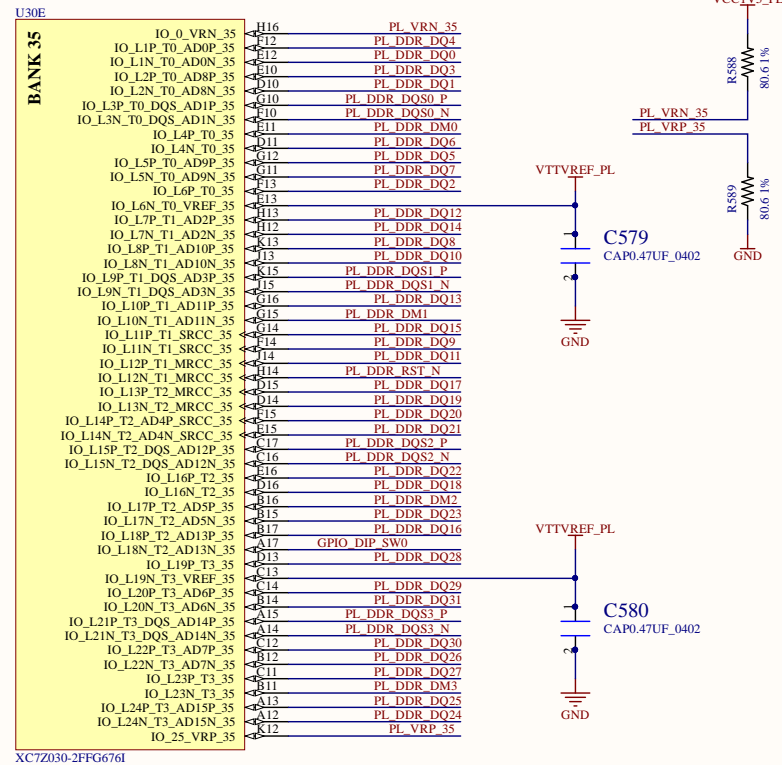 U30E
BANK 35
IO_0_VRN_35 H16 PL_VRN_35
IO_L1P_T0_AD0P_35 F12 PL_DDR_DQ4
IO_L1N_T0_AD0N_35 E12 PL_DDR_DQ0
IO_L2P_T0_AD8P_35 E10 PL_DDR_DQ3
IO_L2N_T0_AD8N_35 D10 PL_DDR_DQ1
IO_L3P_T0_DQS_AD1P_35 G10 PL_DDR_DQS0_P
IO_L3N_T0_DQS_AD1N_35 F10 PL_DDR_DQS0_N
IO_L4P_T0_35 E11 PL_DDR_DM0
IO_L4N_T0_35 D11 PL_DDR_DQ6
IO_L5P_T0_AD9P_35 G12 PL_DDR_DQ5
IO_L5N_T0_AD9N_35 G11 PL_DDR_DQ7
IO_L6P_T0_35 F13 PL_DDR_DQ2
IO_L6N_T0_VREF_35 E13
IO_L7P_T1_AD2P_35 H13 PL_DDR_DQ12
IO_L7N_T1_AD2N_35 H12 PL_DDR_DQ14
IO_L8P_T1_AD10P_35 K13 PL_DDR_DQ8
IO_L8N_T1_AD10N_35 J13 PL_DDR_DQ10
IO_L9P_T1_DQS_AD3P_35 K15 PL_DDR_DQS1_P
IO_L9N_T1_DQS_AD3N_35 J15 PL_DDR_DQS1_N
IO_L10P_T1_AD11P_35 G16 PL_DDR_DQ13
IO_L10N_T1_AD11N_35 G15 PL_DDR_DM1
IO_L11P_T1_SRCC_35 G14 PL_DDR_DQ15
IO_L11N_T1_SRCC_35 F14 PL_DDR_DQ9
IO_L12P_T1_MRCC_35 J14 PL_DDR_DQ11
IO_L12N_T1_MRCC_35 H14 PL_DDR_RST_N
IO_L13P_T2_MRCC_35 D15 PL_DDR_DQ17
IO_L13N_T2_MRCC_35 D14 PL_DDR_DQ19
IO_L14P_T2_AD4P_SRCC_35 F15 PL_DDR_DQ20
IO_L14N_T2_AD4N_SRCC_35 E15 PL_DDR_DQ21
IO_L15P_T2_DQS_AD12P_35 C17 PL_DDR_DQS2_P
IO_L15N_T2_DQS_AD12N_35 C16 PL_DDR_DQS2_N
IO_L16P_T2_35 E16 PL_DDR_DQ22
IO_L16N_T2_35 D16 PL_DDR_DQ18
IO_L17P_T2_AD5P_35 B16 PL_DDR_DM2
IO_L17N_T2_AD5N_35 B15 PL_DDR_DQ23
IO_L18P_T2_AD13P_35 B17 PL_DDR_DQ16
IO_L18N_T2_AD13N_35 A17 GPIO_DIP_SW0
IO_L19P_T3_35 D13 PL_DDR_DQ28
IO_L19N_T3_VREF_35 C13
IO_L20P_T3_AD6P_35 C14 PL_DDR_DQ29
IO_L20N_T3_AD6N_35 B14 PL_DDR_DQ31
IO_L21P_T3_DQS_AD14P_35 A15 PL_DDR_DQS3_P
IO_L21N_T3_DQS_AD14N_35 A14 PL_DDR_DQS3_N
IO_L22P_T3_AD7P_35 C12 PL_DDR_DQ30
IO_L22N_T3_AD7N_35 B12 PL_DDR_DQ26
IO_L23P_T3_35 C11 PL_DDR_DQ27
IO_L23N_T3_35 B11 PL_DDR_DM3
IO_L24P_T3_AD15P_35 A13 PL_DDR_DQ25
IO_L24N_T3_AD15N_35 A12 PL_DDR_DQ24
IO_25_VRP_35 K12 PL_VRP_35
XC7Z030-2FFG676I
R588
80.6 1%
PL_VRN_35
PL_VRP_35
R589
80.6 1%
GND
VTTVREF_PL
1
C579
CAP0.47UF_0402
2
GND
VTTVREF_PL
1
C580
CAP0.47UF_0402
2
GND